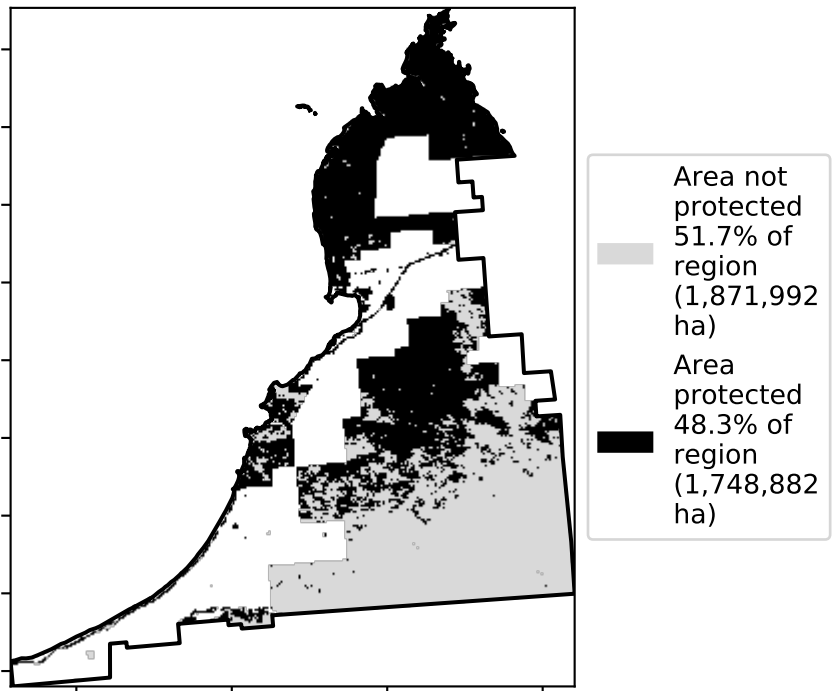 Area not
protected
51.7% of
region
(1,871,992
ha)
Area
protected
48.3% of
region
(1,748,882
ha)